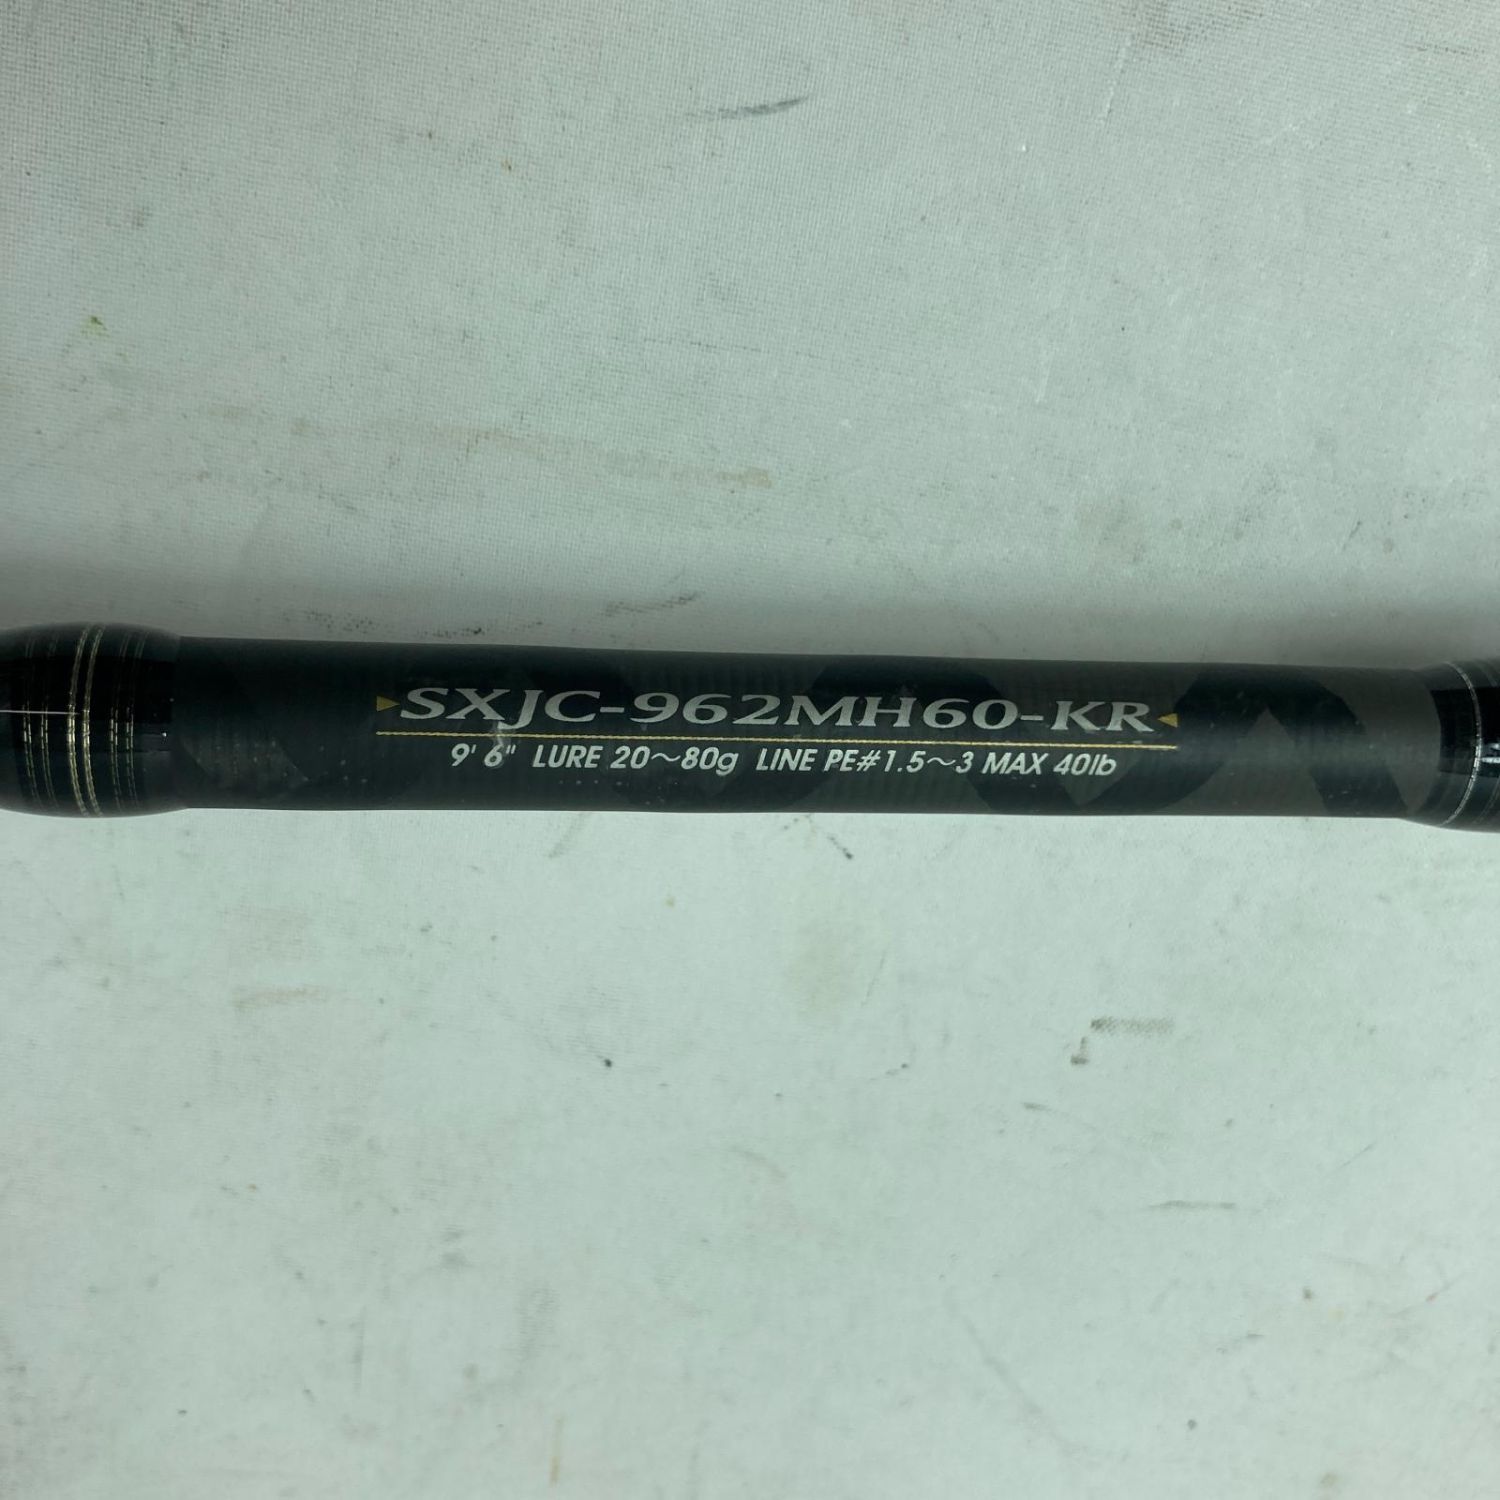 SXJC-962MH60-KR
9' 6" LURE 20～80g LINE PE#1.5～3 MAX 40lb